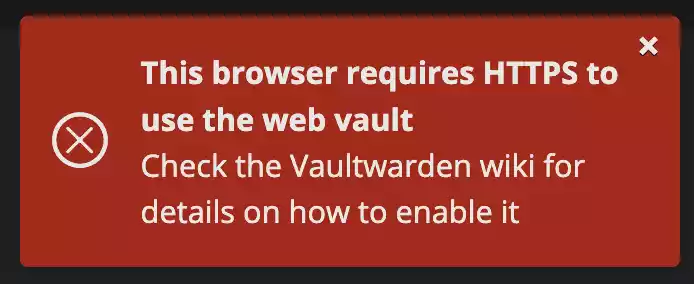 This browser requires HTTPS to
use the web vault
Check the Vaultwarden wiki for
details on how to enable it